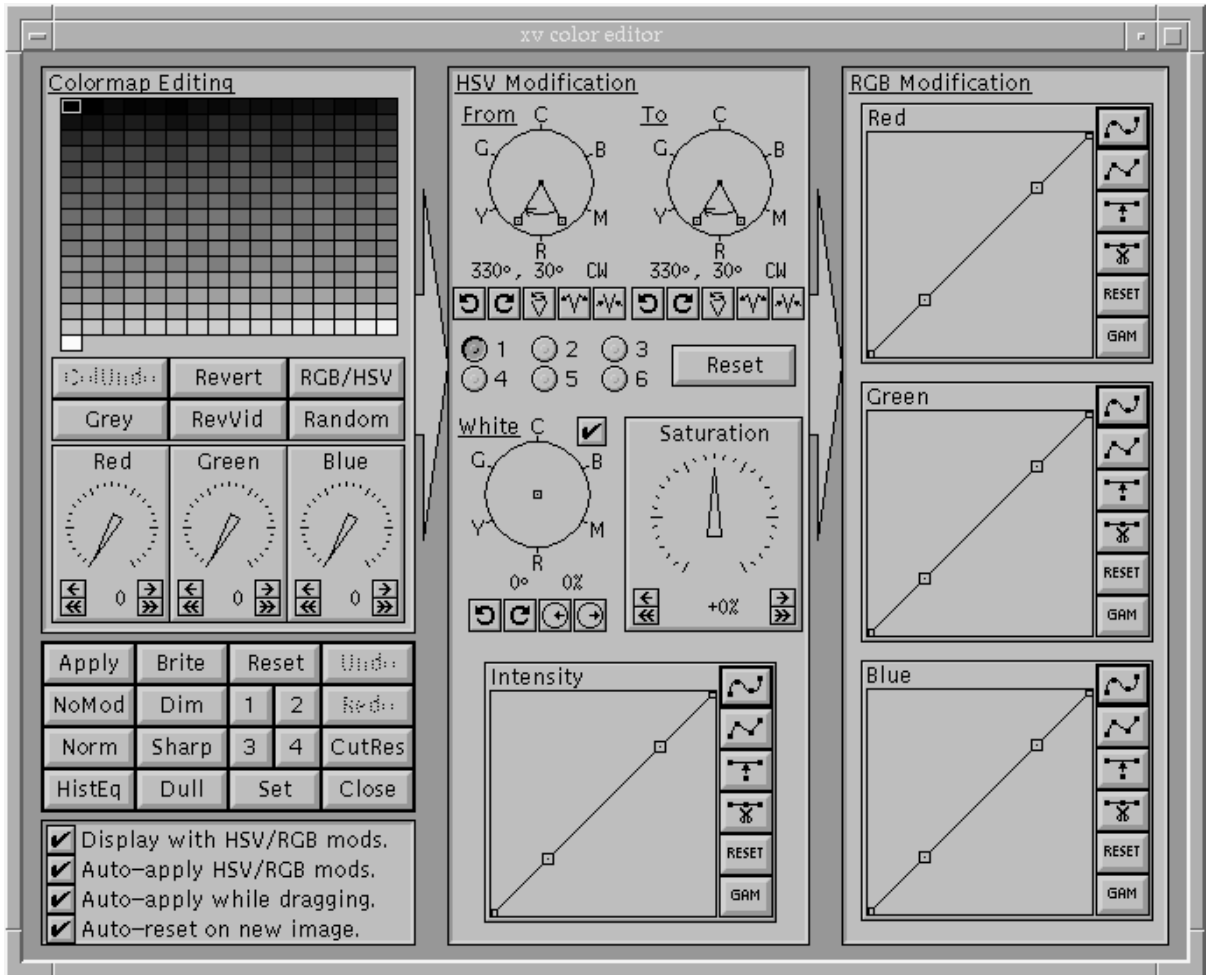 xv color editor
Colormap Editing
ColUndo Revert RGB/HSV
Grey RevVid Random
Red Green Blue
0 0 0
Apply Brite Reset Undo
NoMod Dim 1 2 Redo
Norm Sharp 3 4 CutRes
HistEq Dull Set Close
Display with HSV/RGB mods.
Auto-apply HSV/RGB mods.
Auto-apply while dragging.
Auto-reset on new image.
HSV Modification
From C To C
G B G B
Y M Y M
R R
330°, 30° CW 330°, 30° CW
1 2 3
4 5 6
Reset
White C
G B
Y M
R
0° 0%
Saturation
+0%
Intensity
RESET
GAM
RGB Modification
Red
RESET
GAM
Green
RESET
GAM
Blue
RESET
GAM